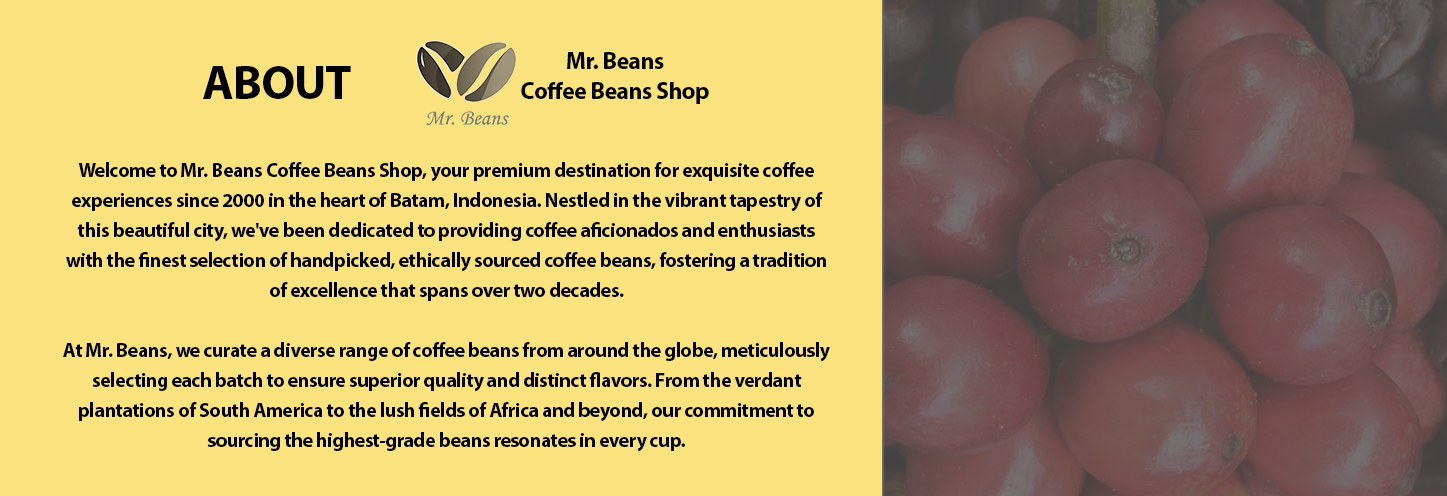 ABOUT
Mr. Beans
Mr. Beans
Coffee Beans Shop
Welcome to Mr. Beans Coffee Beans Shop, your premium destination for exquisite coffee
experiences since 2000 in the heart of Batam, Indonesia. Nestled in the vibrant tapestry of
this beautiful city, we've been dedicated to providing coffee aficionados and enthusiasts
with the finest selection of handpicked, ethically sourced coffee beans, fostering a tradition
of excellence that spans over two decades.
At Mr. Beans, we curate a diverse range of coffee beans from around the globe, meticulously
selecting each batch to ensure superior quality and distinct flavors. From the verdant
plantations of South America to the lush fields of Africa and beyond, our commitment to
sourcing the highest-grade beans resonates in every cup.